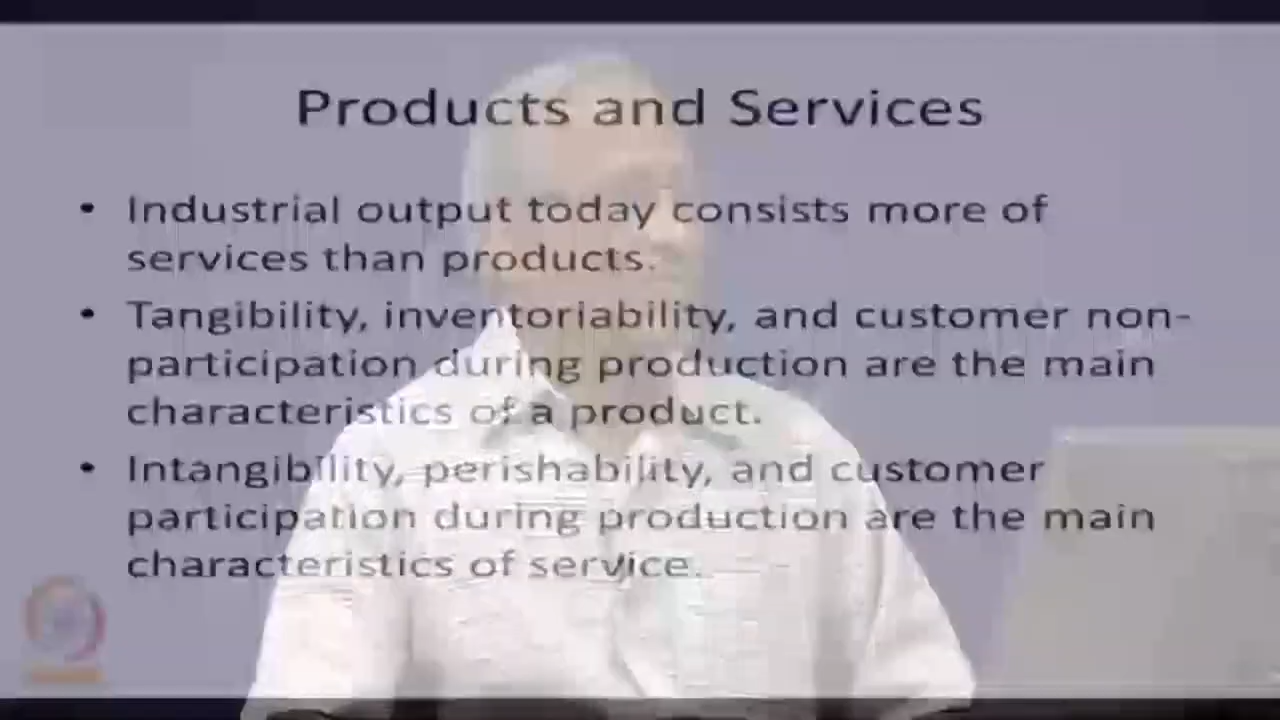 Products and Services
• Industrial output today consists more of
services than products.
• Tangibility, inventoriability, and customer non-
participation during production are the main
characteristics of a product.
• Intangibility, perishability, and customer
participation during production are the main
characteristics of service.